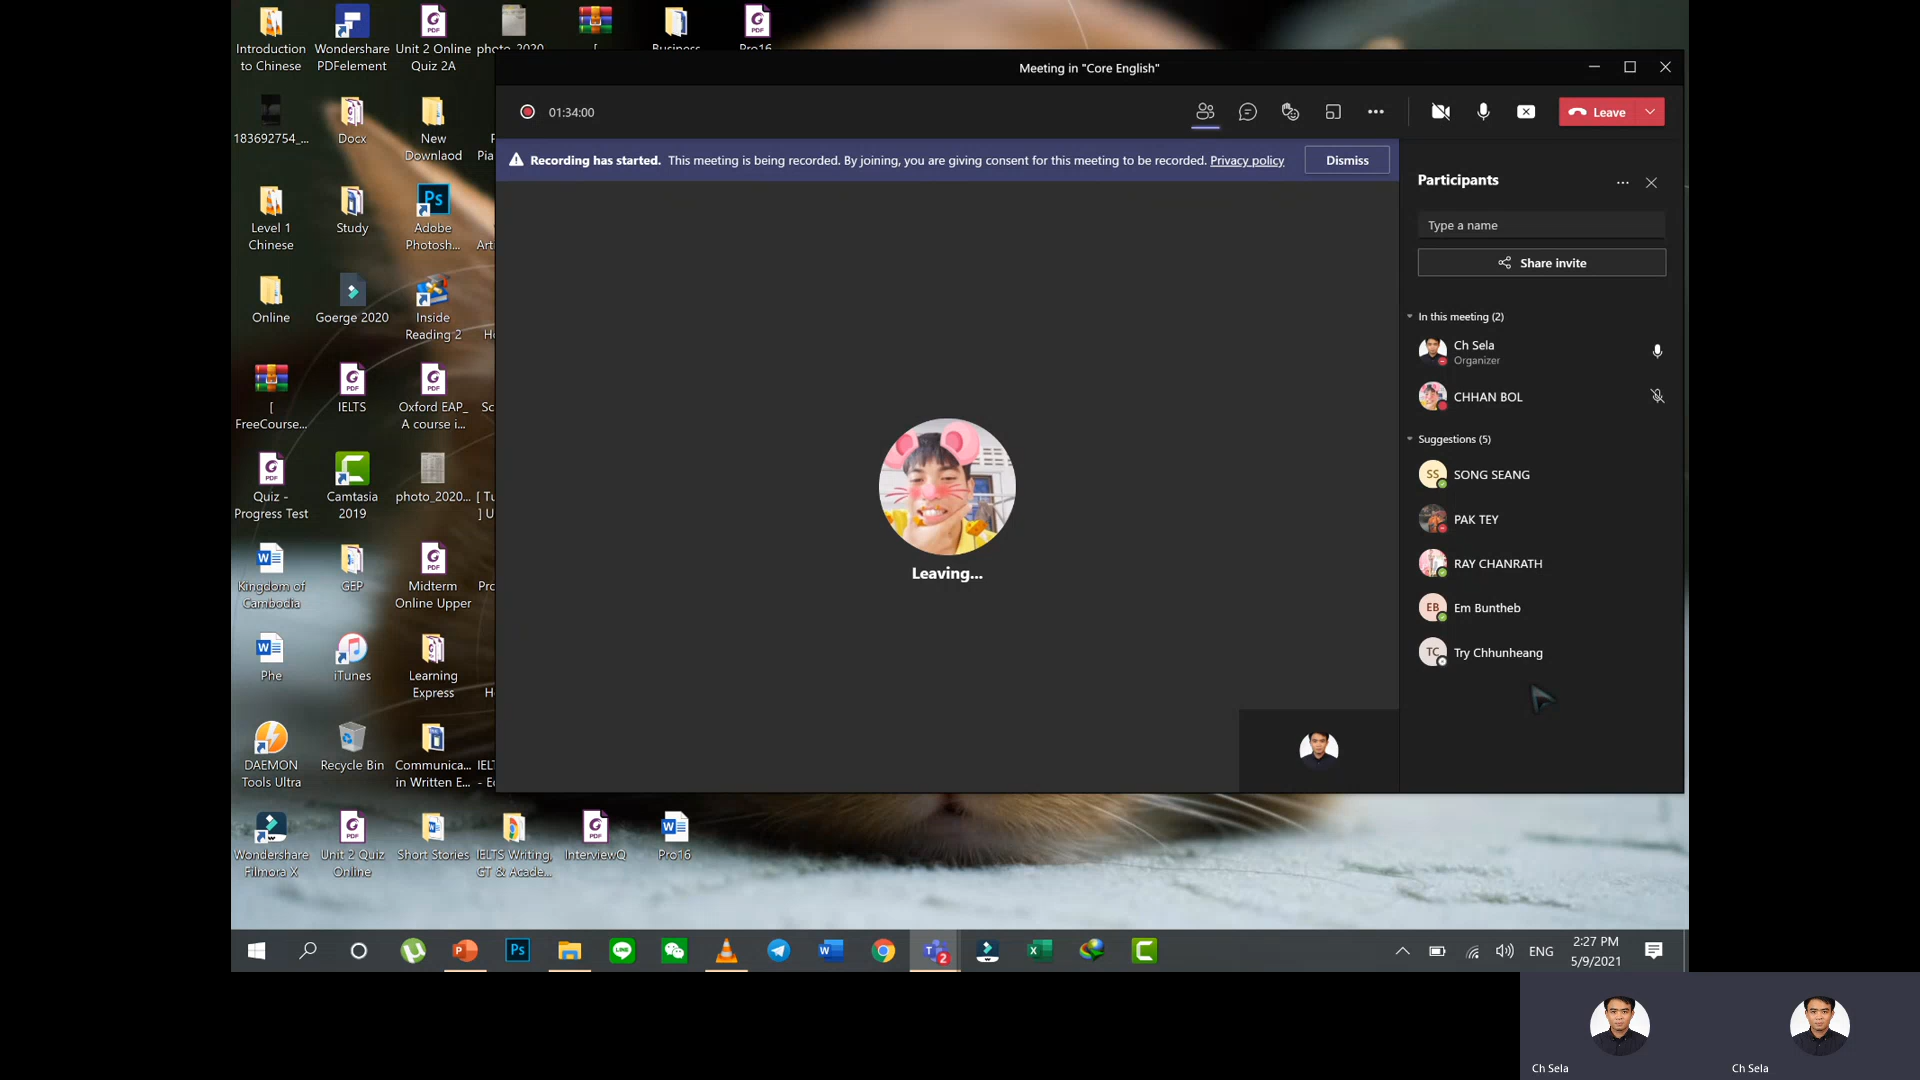 Introduction
to Chinese
Wondershare
PDFelement
Unit 2 Online
Quiz 2A
photo_2020
[
Business
Pro16
183692754_...
Docx
New
Downlaod
Level 1
Chinese
Study
Adobe
Photosh...
Online
Goerge 2020
Inside
Reading 2
[
FreeCourse...
IELTS
Oxford EAP_
A course i...
Quiz -
Progress Test
Camtasia
2019
photo_2020...
Kingdom of
Cambodia
GEP
Midterm
Online Upper
Phe
iTunes
Learning
Express
DAEMON
Tools Ultra
Recycle Bin
Communica...
in Written E...
Wondershare
Filmora X
Unit 2 Quiz
Online
Short Stories
IELTS Writing,
GT & Acade...
InterviewQ
Pro16
Meeting in "Core English"
01:34:00
Leave
Recording has started. This meeting is being recorded. By joining, you are giving consent for this meeting to be recorded. Privacy policy
Dismiss
Leaving...
Participants
Type a name
Share invite
In this meeting (2)
Ch Sela
Organizer
CHHAN BOL
Suggestions (5)
SS SONG SEANG
PAK TEY
RAY CHANRATH
EB Em Buntheb
TC Try Chhunheang
ENG
2:27 PM
5/9/2021
Ch Sela
Ch Sela